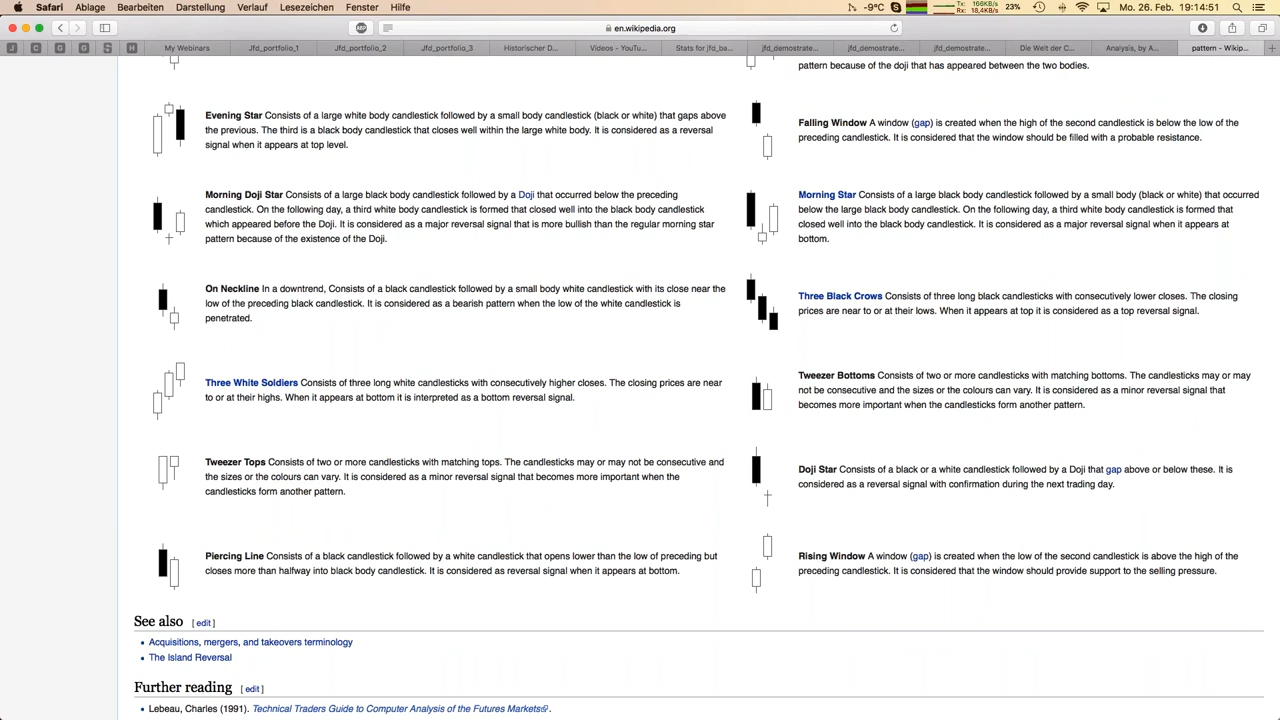 Safari Ablage Bearbeiten Darstellung Verlauf Lesezeichen Fenster Hilfe -9°C Tx: 166KB/s Rx: 18,4KB/s 23% Mo. 26. Feb. 19:14:51
en.wikipedia.org
J C G G S H My Webinars Jfd_portfolio_1 Jfd_portfolio_2 Jfd_portfolio_3 Historischer D... Videos - YouTu... Stats for jfd_ba... jfd_demostrate... jfd_demostrate... jfd_demostrate... Die Welt der C... Analysis, by A... pattern - Wikip...
pattern because of the doji that has appeared between the two bodies.
Evening Star Consists of a large white body candlestick followed by a small body candlestick (black or white) that gaps above
the previous. The third is a black body candlestick that closes well within the large white body. It is considered as a reversal
signal when it appears at top level.
Falling Window A window (gap) is created when the high of the second candlestick is below the low of the
preceding candlestick. It is considered that the window should be filled with a probable resistance.
Morning Doji Star Consists of a large black body candlestick followed by a Doji that occurred below the preceding
candlestick. On the following day, a third white body candlestick is formed that closed well into the black body candlestick
which appeared before the Doji. It is considered as a major reversal signal that is more bullish than the regular morning star
pattern because of the existence of the Doji.
Morning Star Consists of a large black body candlestick followed by a small body (black or white) that occurred
below the large black body candlestick. On the following day, a third white body candlestick is formed that
closed well into the black body candlestick. It is considered as a major reversal signal when it appears at
bottom.
On Neckline In a downtrend, Consists of a black candlestick followed by a small body white candlestick with its close near the
low of the preceding black candlestick. It is considered as a bearish pattern when the low of the white candlestick is
penetrated.
Three Black Crows Consists of three long black candlesticks with consecutively lower closes. The closing
prices are near to or at their lows. When it appears at top it is considered as a top reversal signal.
Three White Soldiers Consists of three long white candlesticks with consecutively higher closes. The closing prices are near
to or at their highs. When it appears at bottom it is interpreted as a bottom reversal signal.
Tweezer Bottoms Consists of two or more candlesticks with matching bottoms. The candlesticks may or may
not be consecutive and the sizes or the colours can vary. It is considered as a minor reversal signal that
becomes more important when the candlesticks form another pattern.
Tweezer Tops Consists of two or more candlesticks with matching tops. The candlesticks may or may not be consecutive and
the sizes or the colours can vary. It is considered as a minor reversal signal that becomes more important when the
candlesticks form another pattern.
Doji Star Consists of a black or a white candlestick followed by a Doji that gap above or below these. It is
considered as a reversal signal with confirmation during the next trading day.
Piercing Line Consists of a black candlestick followed by a white candlestick that opens lower than the low of preceding but
closes more than halfway into black body candlestick. It is considered as reversal signal when it appears at bottom.
Rising Window A window (gap) is created when the low of the second candlestick is above the high of the
preceding candlestick. It is considered that the window should provide support to the selling pressure.
See also [ edit ]
• Acquisitions, mergers, and takeovers terminology
• The Island Reversal
Further reading [ edit ]
• Lebeau, Charles (1991). Technical Traders Guide to Computer Analysis of the Futures Markets.